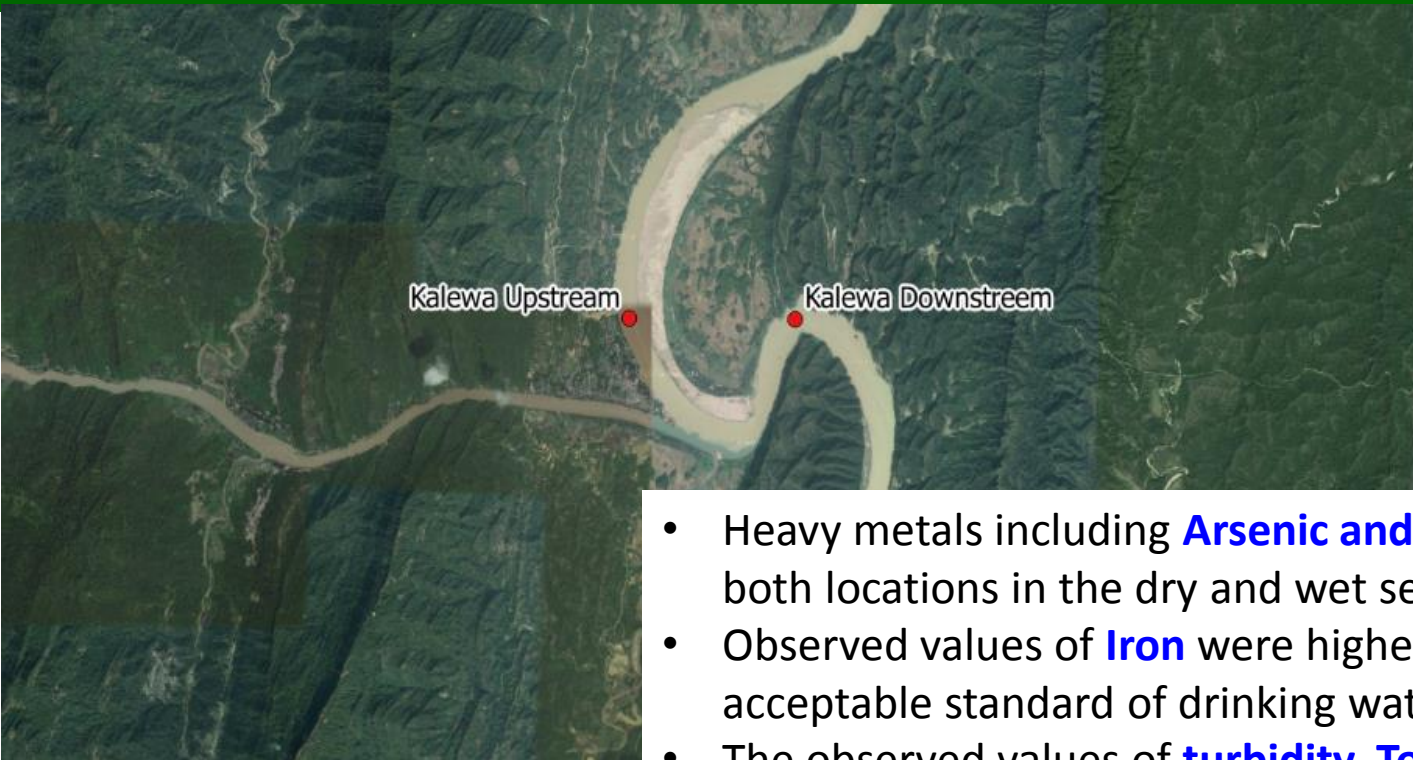 Kalewa Upstream
Kalewa Downstreem
• Heavy metals including Arsenic and
both locations in the dry and wet se
• Observed values of Iron were highe
acceptable standard of drinking wat
• The observed values of turbidity, To